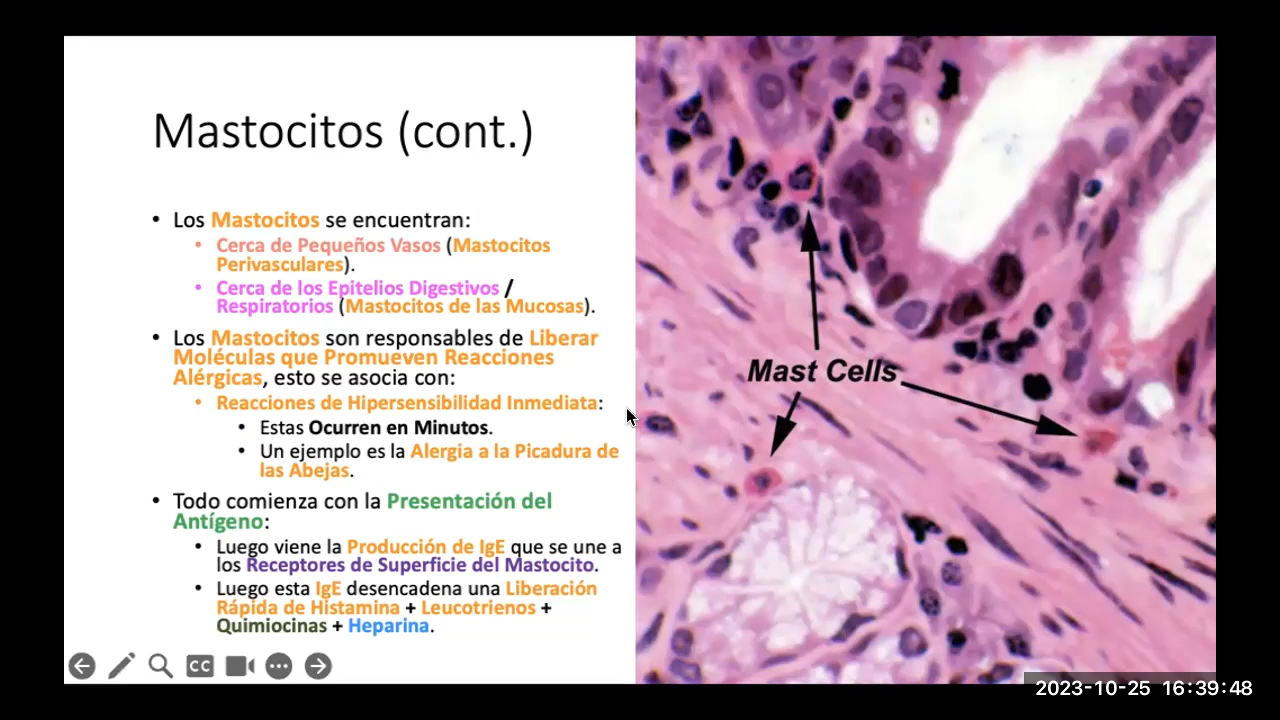 Mastocitos (cont.)
• Los Mastocitos se encuentran:
• Cerca de Pequeños Vasos (Mastocitos
Perivasculares).
• Cerca de los Epitelios Digestivos /
Respiratorios (Mastocitos de las Mucosas).
• Los Mastocitos son responsables de Liberar
Moléculas que Promueven Reacciones
Alérgicas, esto se asocia con:
• Reacciones de Hipersensibilidad Inmediata:
• Estas Ocurren en Minutos.
• Un ejemplo es la Alergia a la Picadura de
las Abejas.
• Todo comienza con la Presentación del
Antígeno:
• Luego viene la Producción de IgE que se une a
los Receptores de Superficie del Mastocito.
• Luego esta IgE desencadena una Liberación
Rápida de Histamina + Leucotrienos +
Quimiocinas + Heparina.
Mast Cells
CC
2023-10-25 16:39:48